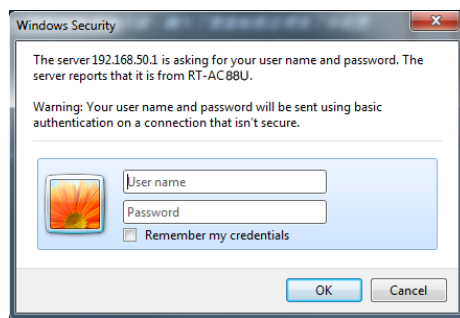 Windows Security
The server 192.168.50.1 is asking for your user name and password. The
server reports that it is from RT-AC88U.
Warning: Your user name and password will be sent using basic
authentication on a connection that isn't secure.
User name
Password
Remember my credentials
OK
Cancel